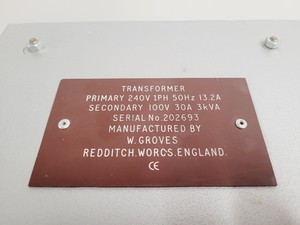 TRANSFORMER
PRIMARY 240V 1PH 50Hz 13.2A
SECONDARY 100V 30A 3kVA
SERIAL No. 202693
MANUFACTURED BY
W. GROVES
REDDITCH. WORCS. ENGLAND.
CE